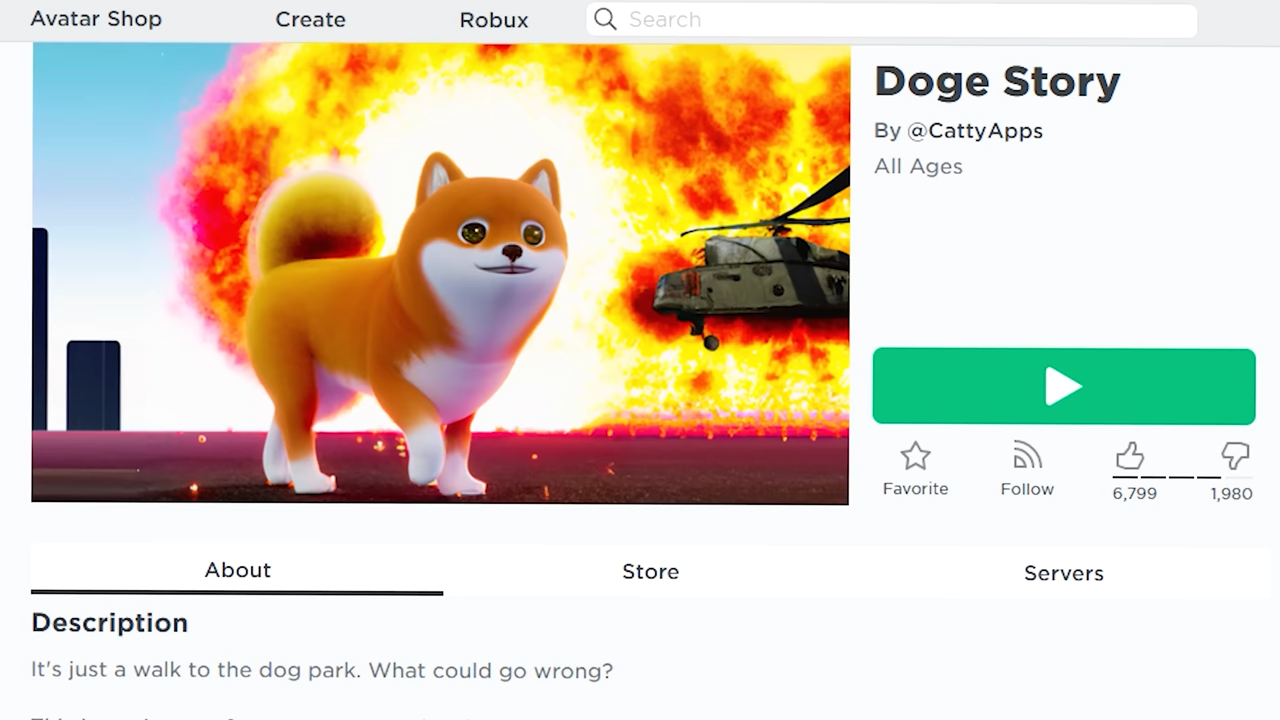 Avatar Shop Create Robux Search
Doge Story
By @CattyApps
All Ages
Favorite Follow 6,799 1,980
About Store Servers
Description
It's just a walk to the dog park. What could go wrong?